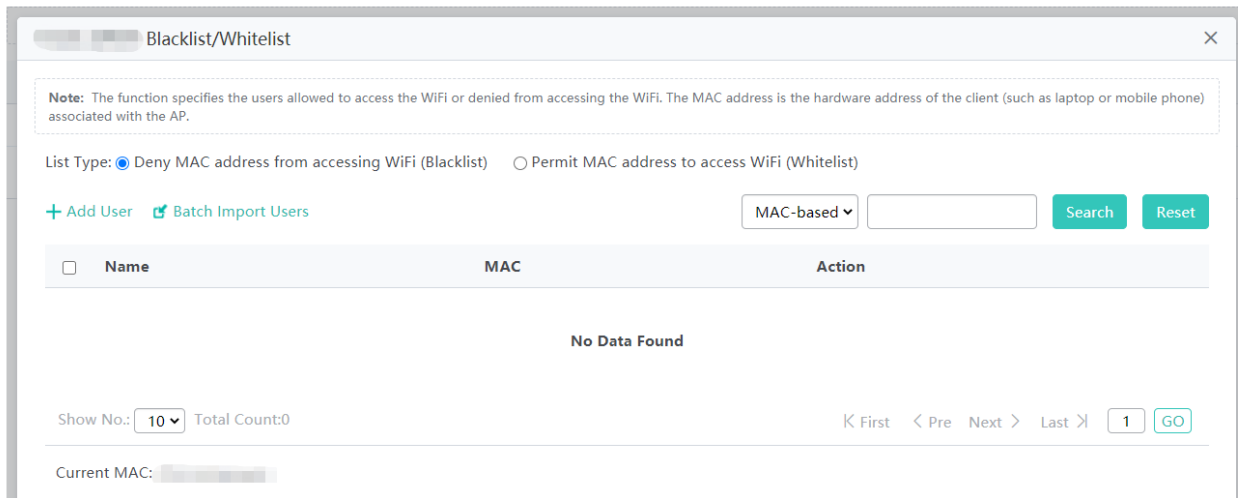 Blacklist/Whitelist
Note: The function specifies the users allowed to access the WiFi or denied from accessing the WiFi. The MAC address is the hardware address of the client (such as laptop or mobile phone)
associated with the AP.
List Type: Deny MAC address from accessing WiFi (Blacklist) Permit MAC address to access WiFi (Whitelist)
Add User Batch Import Users MAC-based Search Reset
Name MAC Action
No Data Found
Show No.: 10 Total Count:0 First Pre Next Last 1 GO
Current MAC: